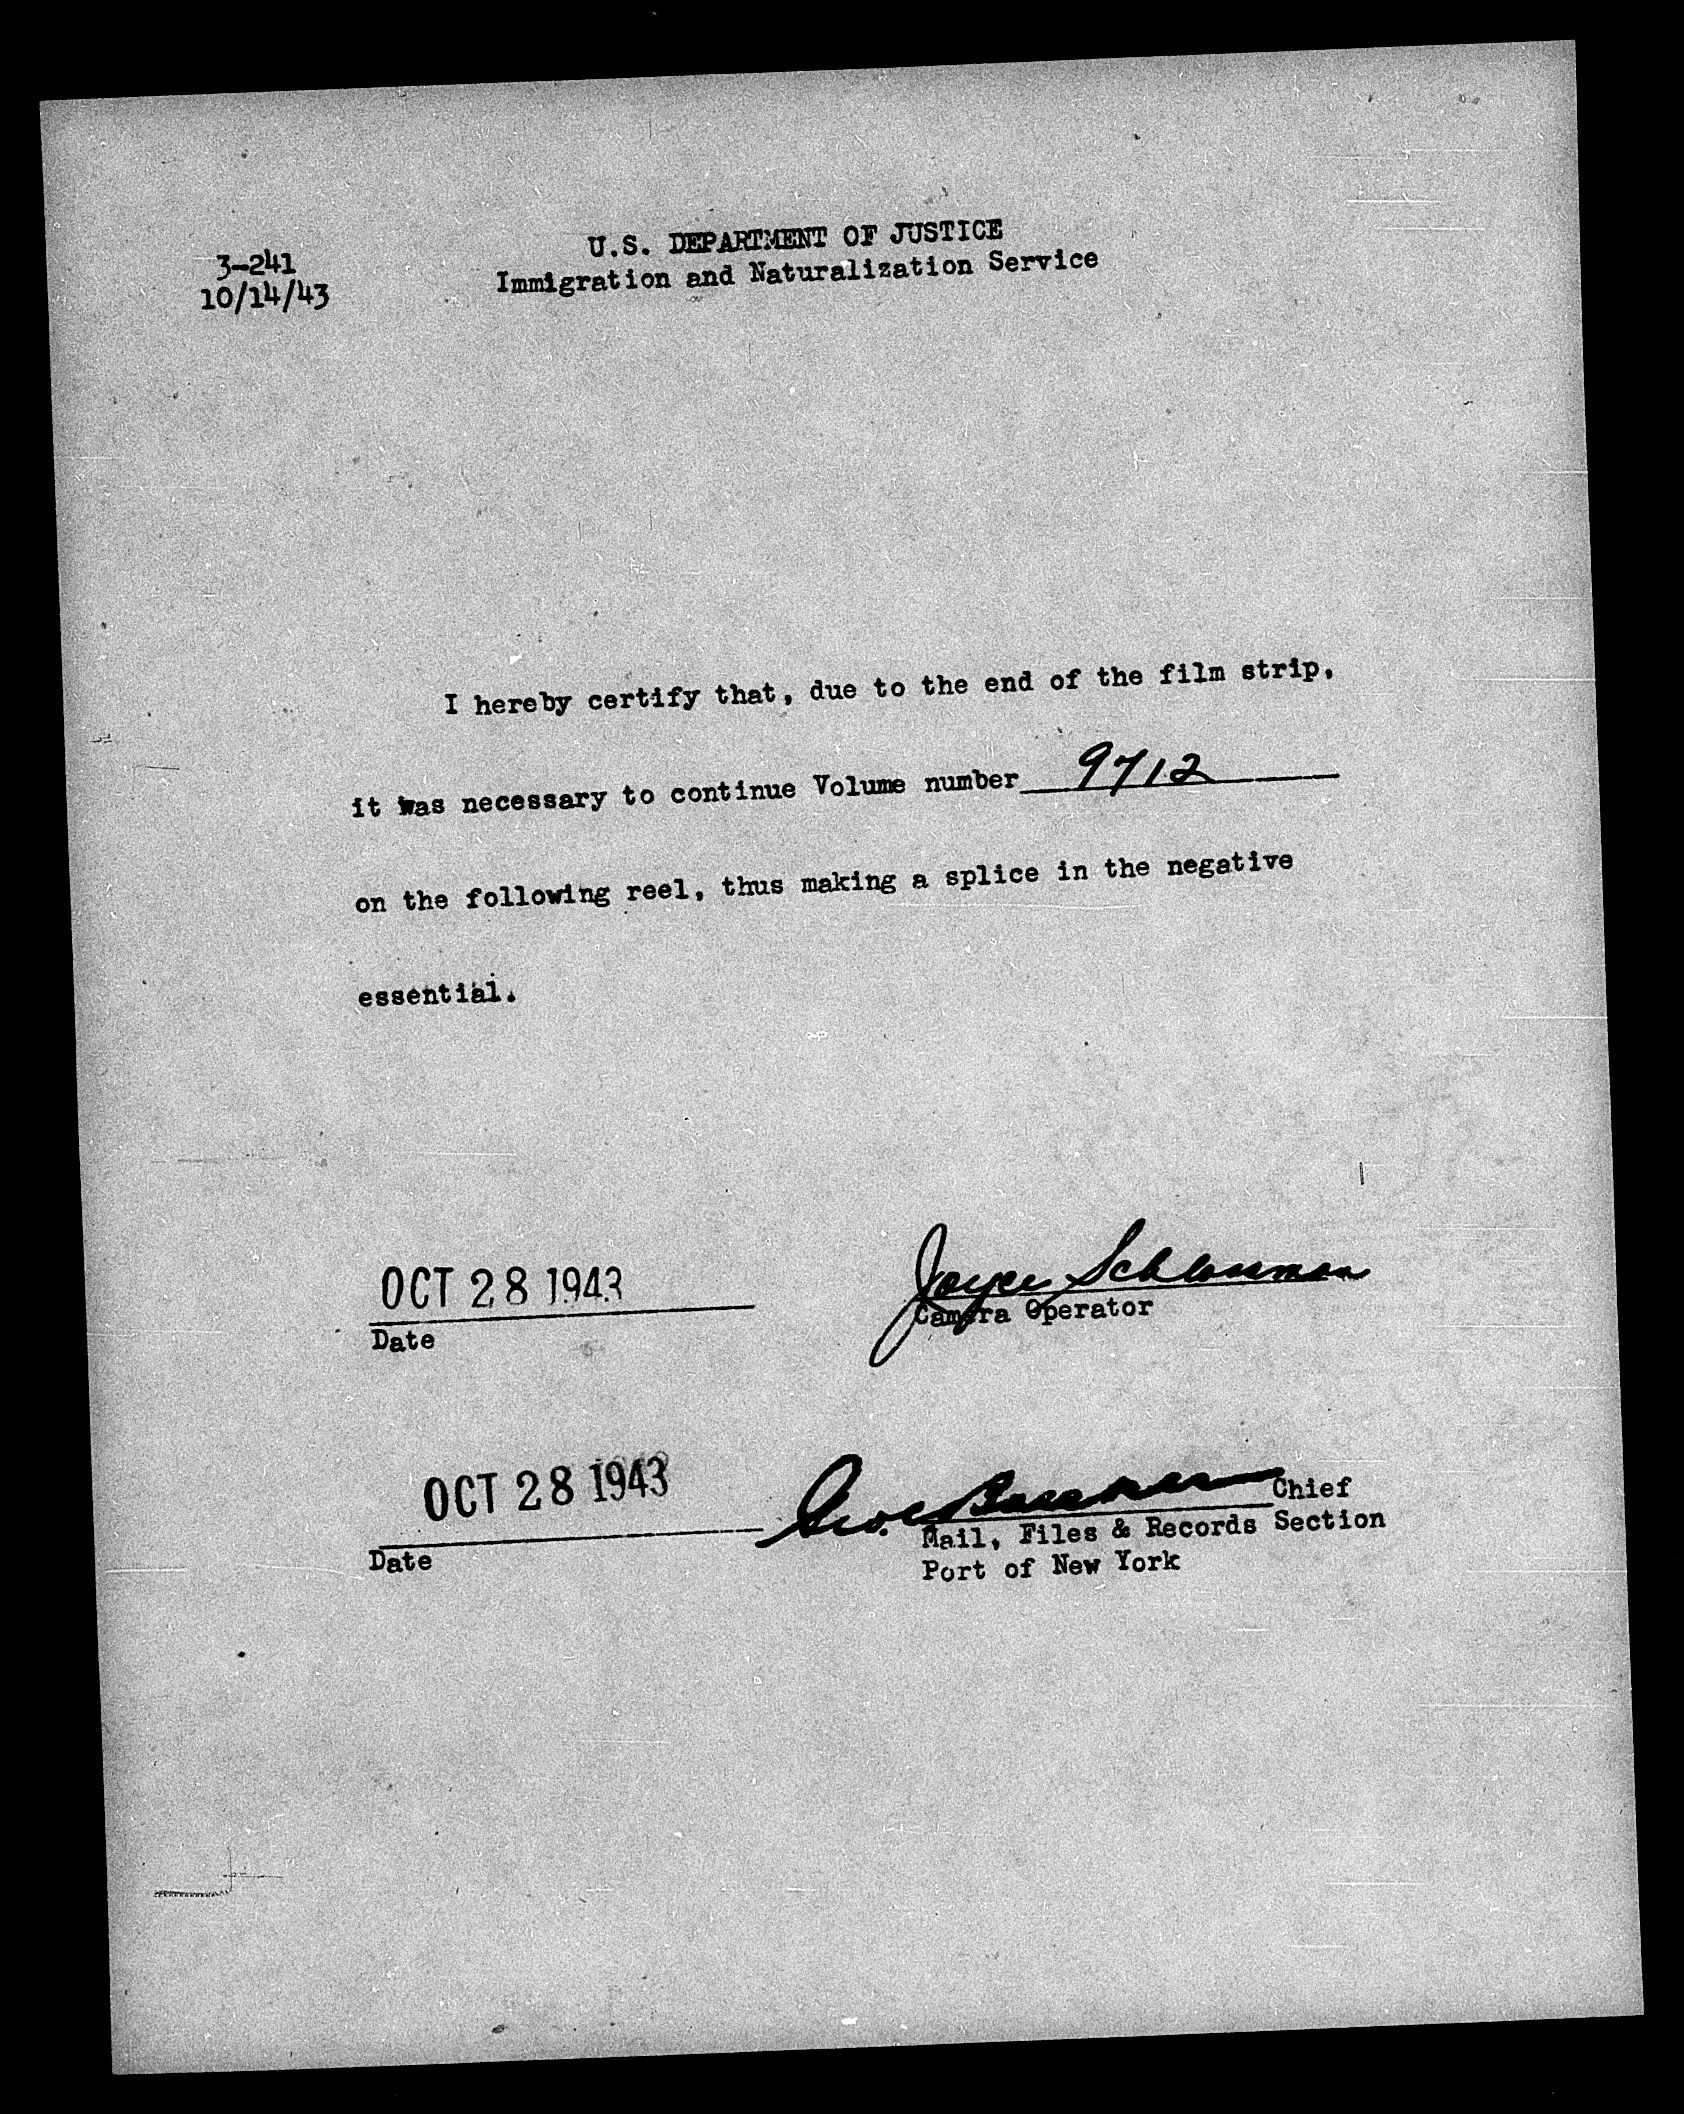 U.S. DEPARTMENT OF JUSTICE
3-241
Immigration and Naturalization Service
10/14/43
I hereby certify that, due to the end of the film strip,
it was necessary to continue Volume number 9712
on the following reel, thus making a splice in the negative
essential.
OCT 28 1943
Joyce
Date
Camera Operator
OCT 28 1943
Geo. Chief
Date
Mail, Files & Records Section
Port of New York